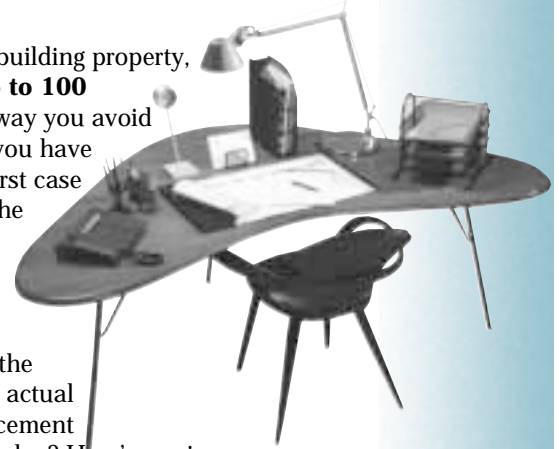 building property,
to 100
way you avoid
you have
rst case
he
the
actual
cement